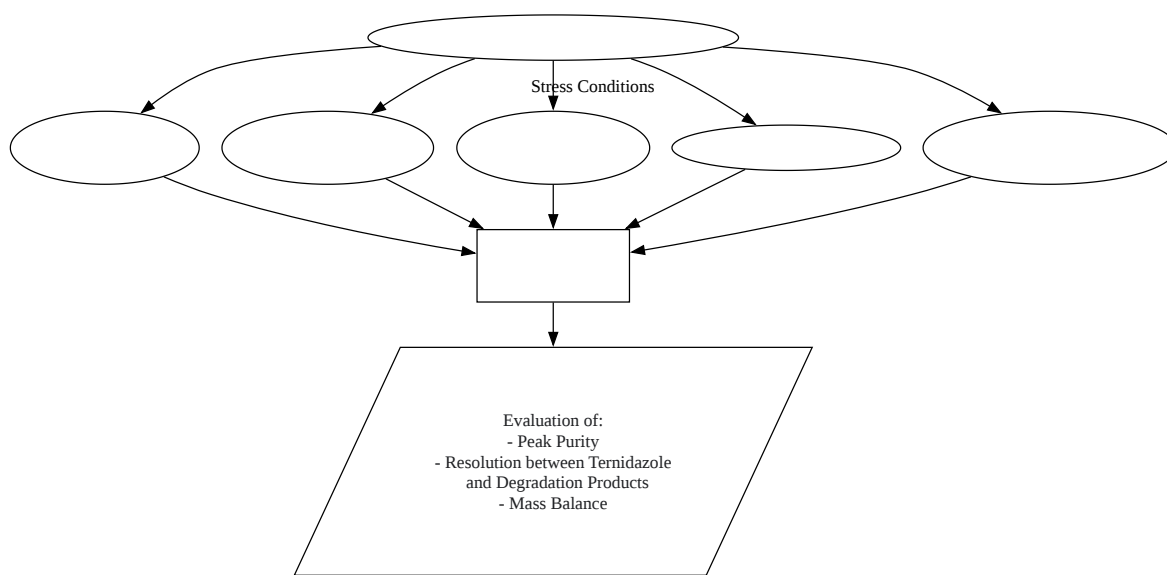 Stress Conditions
Evaluation of:
- Peak Purity
- Resolution between Ternidazole
and Degradation Products
- Mass Balance